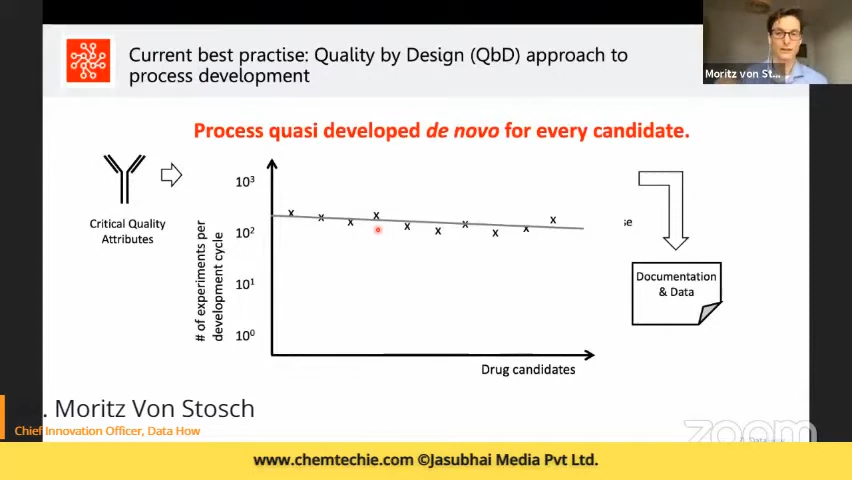 Current best practise: Quality by Design (QbD) approach to
process development
Moritz von St...
Process quasi developed de novo for every candidate.
Critical Quality
Attributes
# of experiments per
development cycle
10³
10²
10¹
10⁰
x x x x x x x x x x
Drug candidates
se
Documentation
& Data
. Moritz Von Stosch
Chief Innovation Officer, Data How
zoom
www.chemtechie.com ©Jasubhai Media Pvt Ltd.